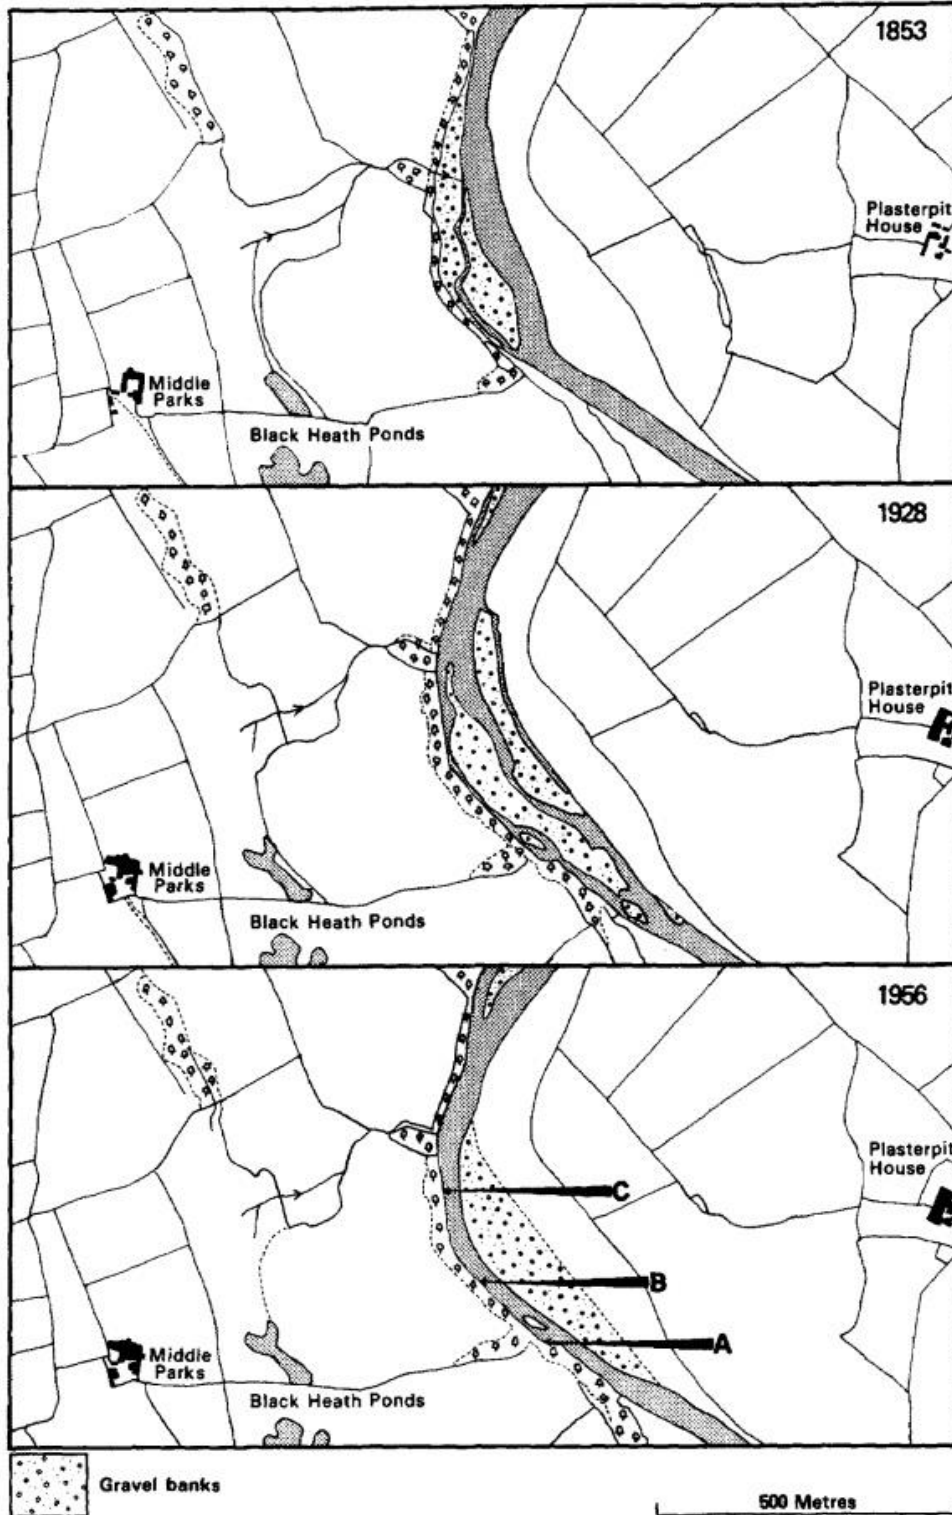 1853
Plasterpit
House
Middle
Parks
Black Heath Ponds
1928
Plasterpit
House
Middle
Parks
Black Heath Ponds
1956
Plasterpit
House
C
B
A
Middle
Parks
Black Heath Ponds
Gravel banks
500 Metres